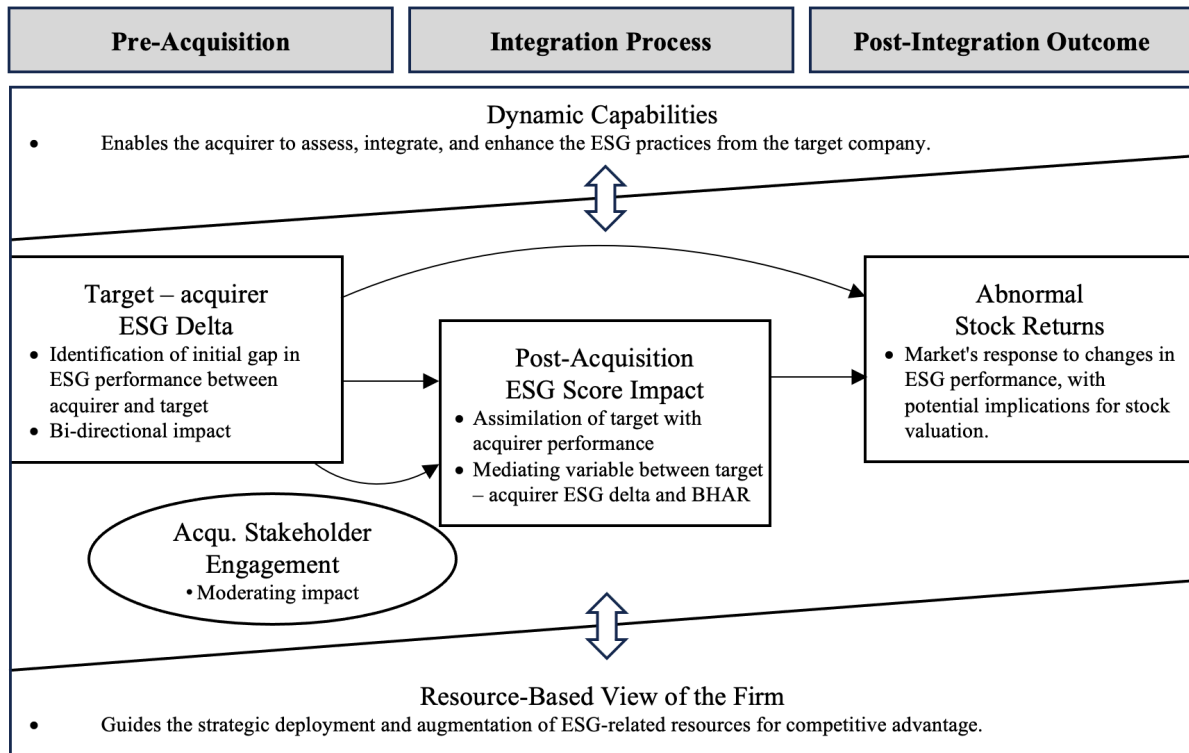 Pre-Acquisition
Integration Process
Post-Integration Outcome
Dynamic Capabilities
• Enables the acquirer to assess, integrate, and enhance the ESG practices from the target company.
Target – acquirer
ESG Delta
• Identification of initial gap in
ESG performance between
acquirer and target
• Bi-directional impact
Post-Acquisition
ESG Score Impact
• Assimilation of target with
acquirer performance
• Mediating variable between target
– acquirer ESG delta and BHAR
Abnormal
Stock Returns
• Market's response to changes in
ESG performance, with
potential implications for stock
valuation.
Acqu. Stakeholder
Engagement
• Moderating impact
Resource-Based View of the Firm
• Guides the strategic deployment and augmentation of ESG-related resources for competitive advantage.